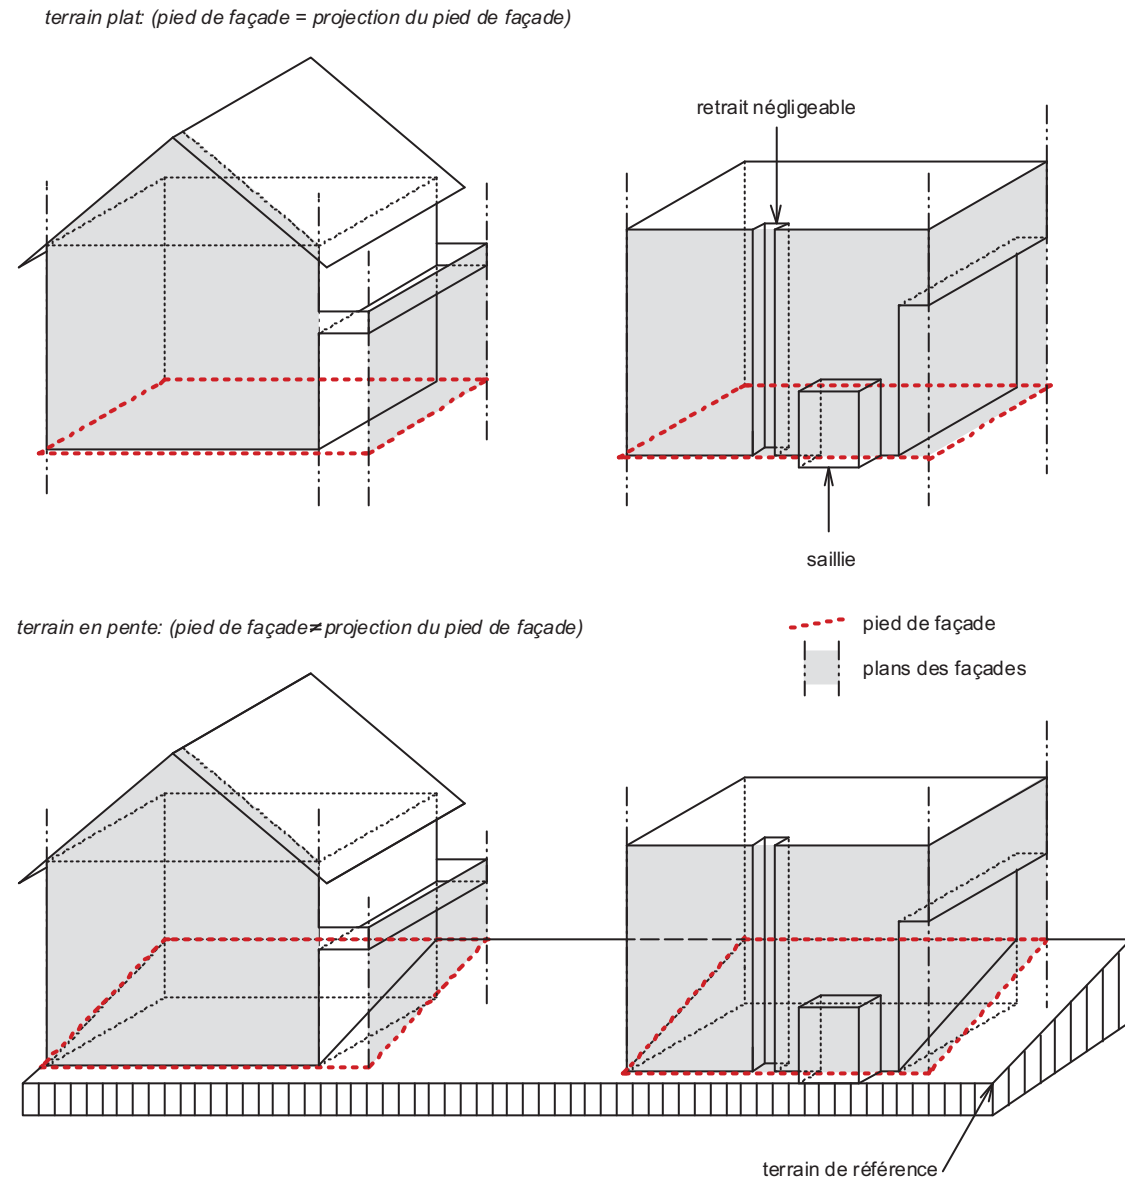 terrain plat: (pied de façade = projection du pied de façade)
retrait négligeable
saillie
terrain en pente: (pied de façade≠projection du pied de façade)
pied de façade
plans des façades
terrain de référence